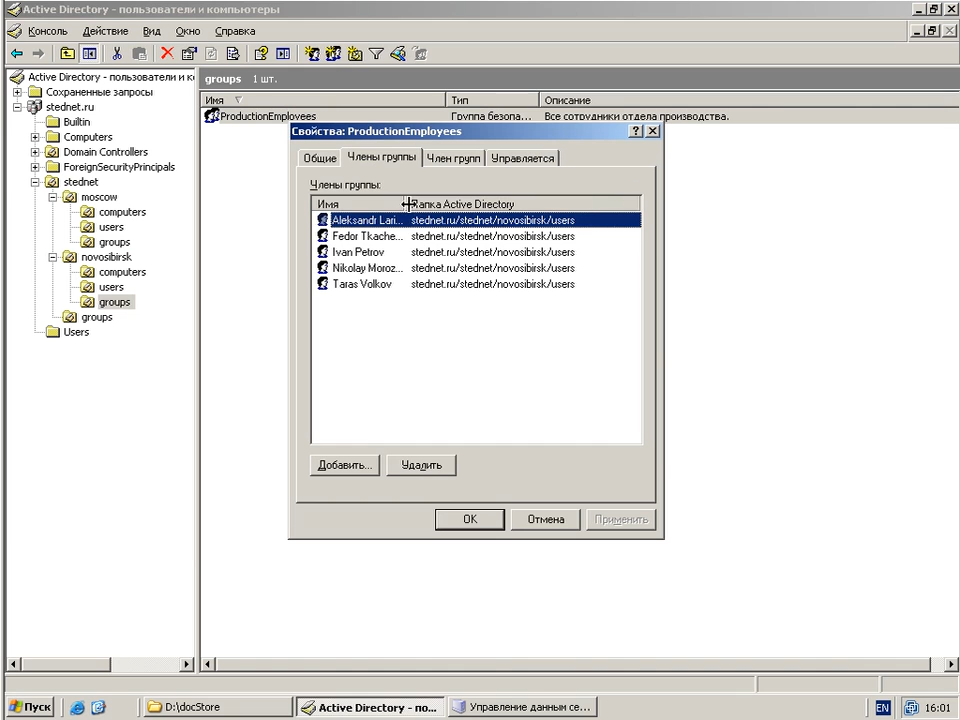 Active Directory - пользователи и компьютеры
Консоль Действие Вид Окно Справка
Active Directory - пользователи и к
Сохраненные запросы
stednet.ru
Builtin
Computers
Domain Controllers
ForeignSecurityPrincipals
stednet
moscow
computers
users
groups
novosibirsk
computers
users
groups
groups
Users
groups 1 шт.
Имя Тип Описание
ProductionEmployees Группа безопа... Все сотрудники отдела производства.
Свойства: ProductionEmployees
Общие Члены группы Член групп Управляется
Члены группы:
Имя Папка Active Directory
Aleksandr Lari... stednet.ru/stednet/novosibirsk/users
Fedor Tkache... stednet.ru/stednet/novosibirsk/users
Ivan Petrov stednet.ru/stednet/novosibirsk/users
Nikolay Moroz... stednet.ru/stednet/novosibirsk/users
Taras Volkov stednet.ru/stednet/novosibirsk/users
Добавить... Удалить
OK Отмена Применить
Пуск D:\docStore Active Directory - по... Управление данным се... EN 16:01